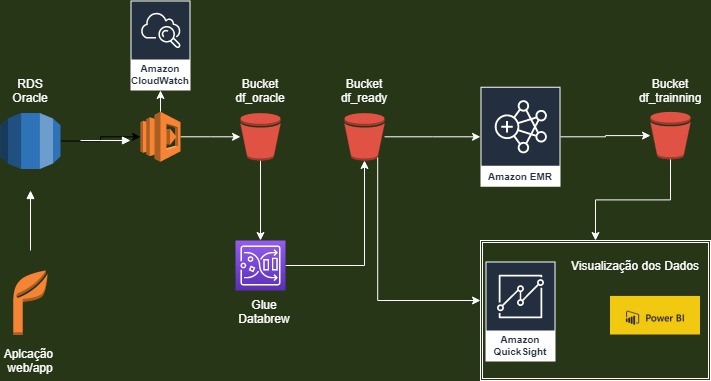 RDS
Oracle
Amazon
CloudWatch
Bucket
df_oracle
Bucket
df_ready
Bucket
df_trainning
Amazon EMR
Glue
Databrew
Visualização dos Dados
Power BI
Amazon
QuickSight
Aplcação
web/app